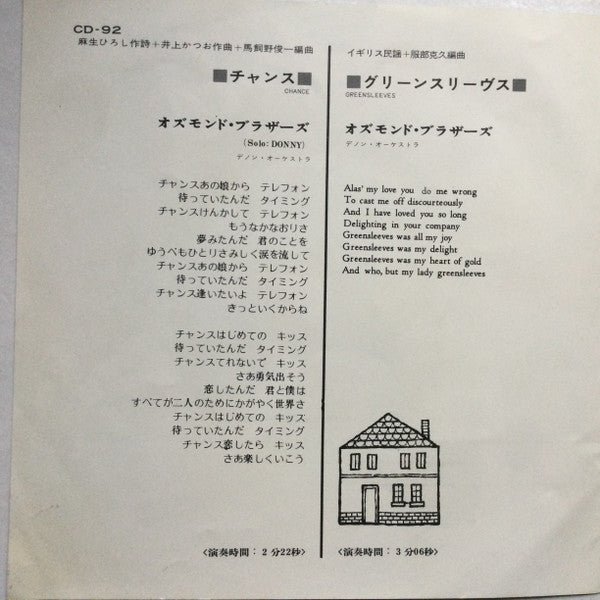 CD-92
麻生ひろし作詩+井上かつお作曲+馬飼野俊一編曲
■チャンス■
CHANCE
オズモンド・ブラザーズ
(Solo: DONNY)
デノン・オーケストラ
チャンスあの娘から テレフォン
待っていたんだ タイミング
チャンスけんかして テレフォン
もうなかなおりさ
夢みたんだ 君のことを
ゆうべもひとりさみしく涙を流して
チャンスあの娘から テレフォン
待っていたんだ タイミング
チャンス逢いたいよ テレフォン
きっといくからね
チャンスはじめての キッス
待っていたんだ タイミング
チャンスてれないで キッス
さあ勇気出そう
恋したんだ 君と僕は
すべてが二人のためにかがやく世界さ
チャンスはじめての キッス
待っていたんだ タイミング
チャンス恋したら キッス
さあ楽しくいこう
<演奏時間:2分22秒>
イギリス民謡+服部克久編曲
■グリーンスリーヴス■
GREENSLEEVES
オズモンド・ブラザーズ
デノン・オーケストラ
Alas' my love you do me wrong
To cast me off discourteously
And I have loved you so long
Delighting in your company
Greensleeves was all my joy
Greensleeves was my delight
Greensleeves was my heart of gold
And who, but my lady greensleeves
<演奏時間:3分06秒>